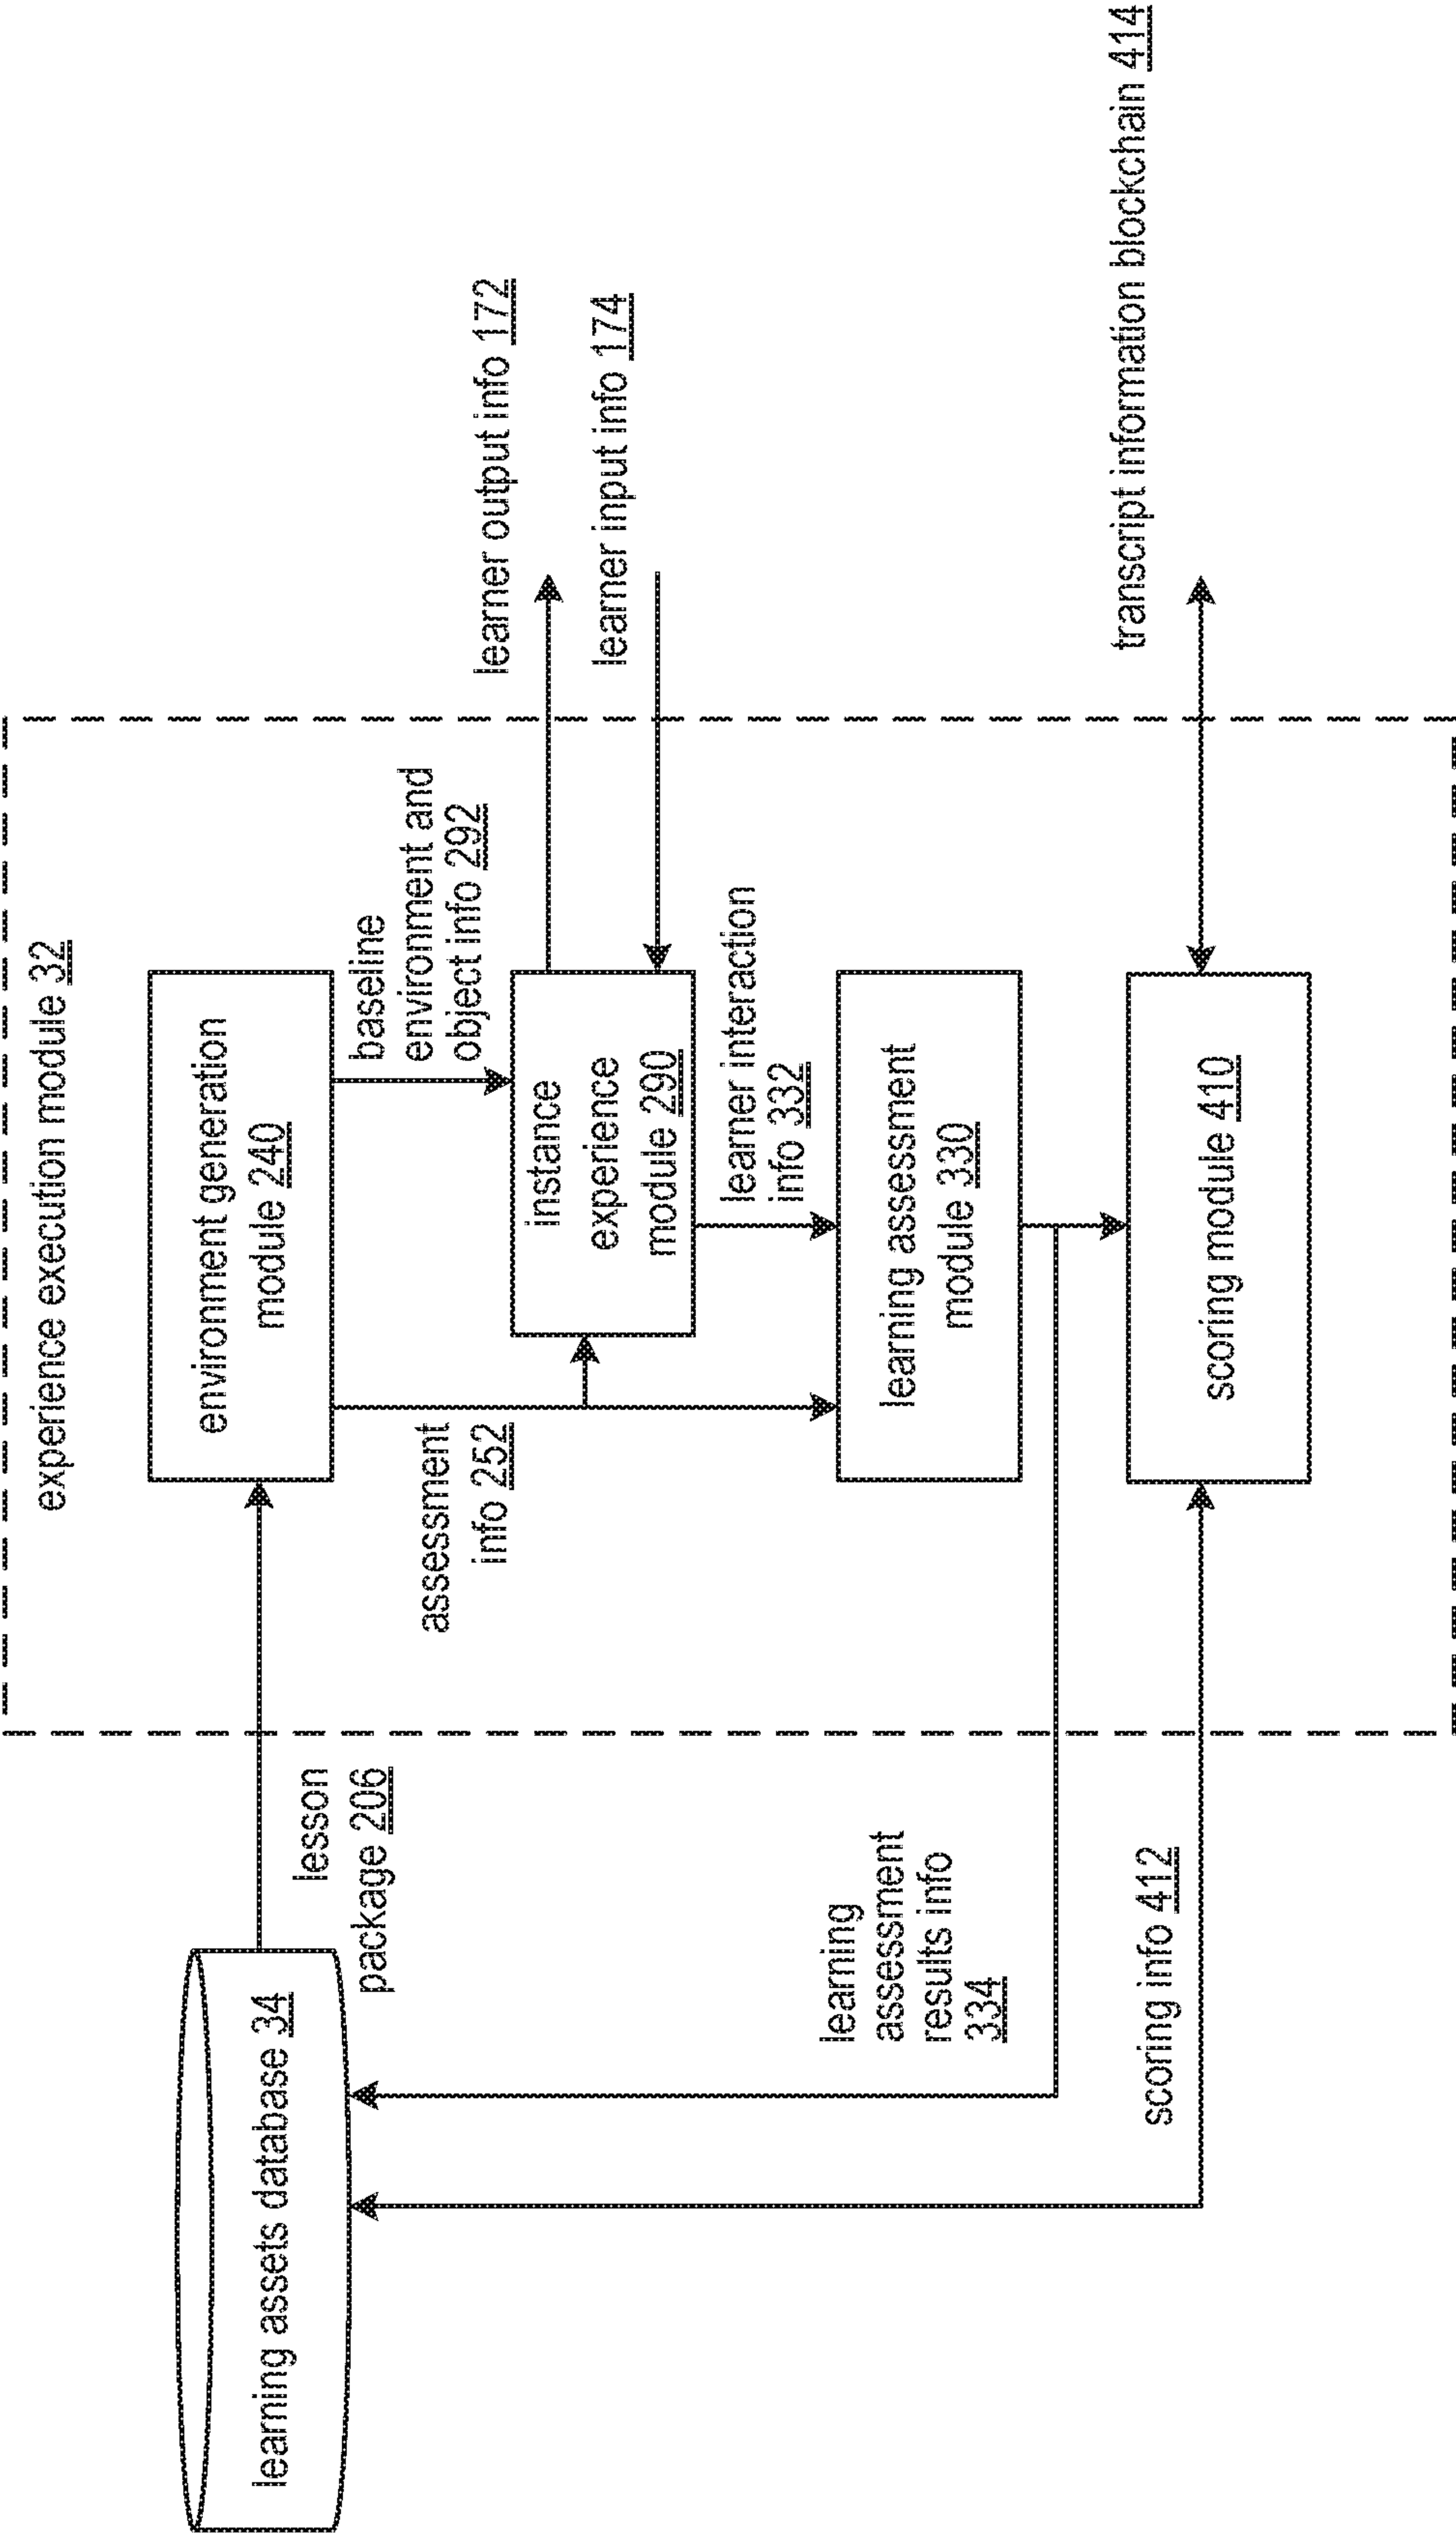 experience execution module 32
learning assets database 34
lesson
package 206
environment generation
module 240
assessment
info 252
baseline
environment and
object info 292
instance
experience
module 290
learner output info 172
learner input info 174
learner interaction
info 332
learning assessment
module 330
learning
assessment
results info
334
scoring info 412
scoring module 410
transcript information blockchain 414